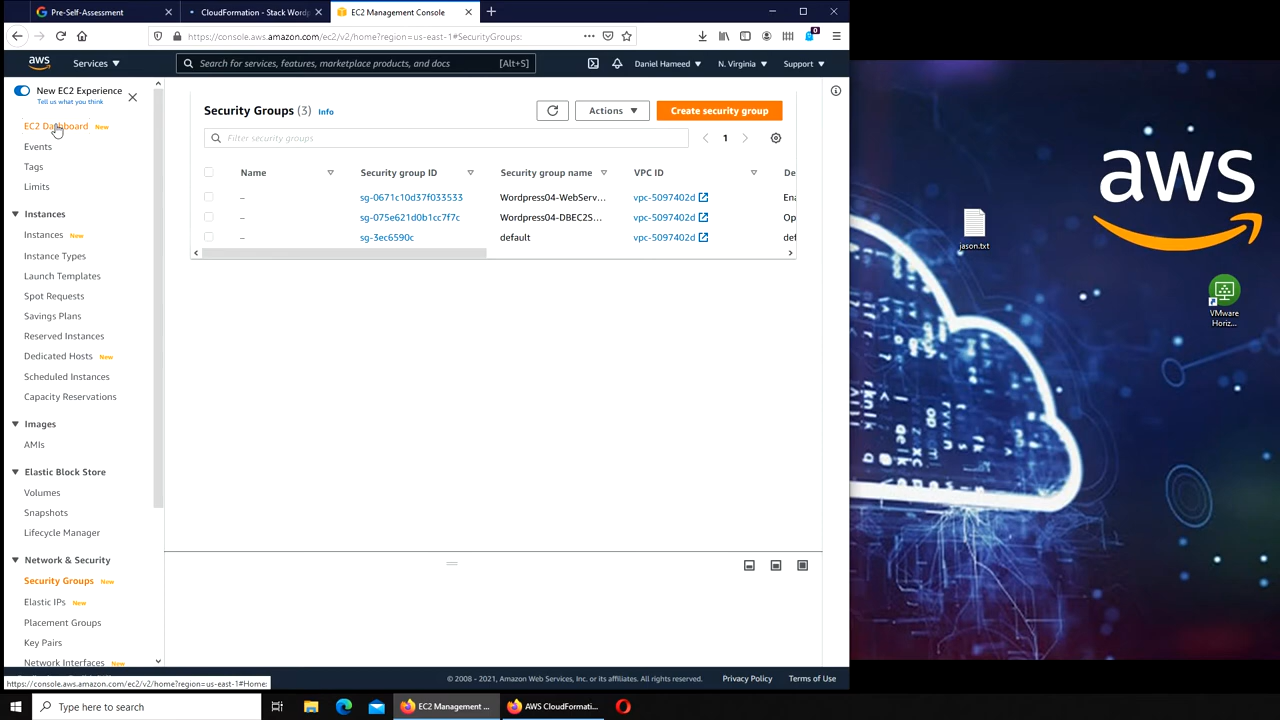 Pre-Self-Assessment
CloudFormation - Stack Wordp
EC2 Management Console
https://console.aws.amazon.com/ec2/v2/home?region=us-east-1#SecurityGroups:
0
aws
Services
Search for services, features, marketplace products, and docs
[Alt+S]
Daniel Hameed
N. Virginia
Support
New EC2 Experience
Tell us what you think
EC2 Dashboard New
Events
Tags
Limits
Instances
Instances New
Instance Types
Launch Templates
Spot Requests
Savings Plans
Reserved Instances
Dedicated Hosts New
Scheduled Instances
Capacity Reservations
Images
AMIs
Elastic Block Store
Volumes
Snapshots
Lifecycle Manager
Network & Security
Security Groups New
Elastic IPs New
Placement Groups
Key Pairs
Network Interfaces New
Security Groups (3) Info
Actions
Create security group
Filter security groups
1
Name Security group ID Security group name VPC ID De
– sg-0671c10d37f033533 Wordpress04-WebServ... vpc-5097402d Ena
– sg-075e621d0b1cc7f7c Wordpress04-DBEC2S... vpc-5097402d Op
– sg-3ec6590c default vpc-5097402d def
https://console.aws.amazon.com/ec2/v2/home?region=us-east-1#Home:
© 2008 - 2021, Amazon Web Services, Inc. or its affiliates. All rights reserved.
Privacy Policy
Terms of Use
aws
jason.txt
VMware
Horiz...
Type here to search
EC2 Management ...
AWS CloudFormati...